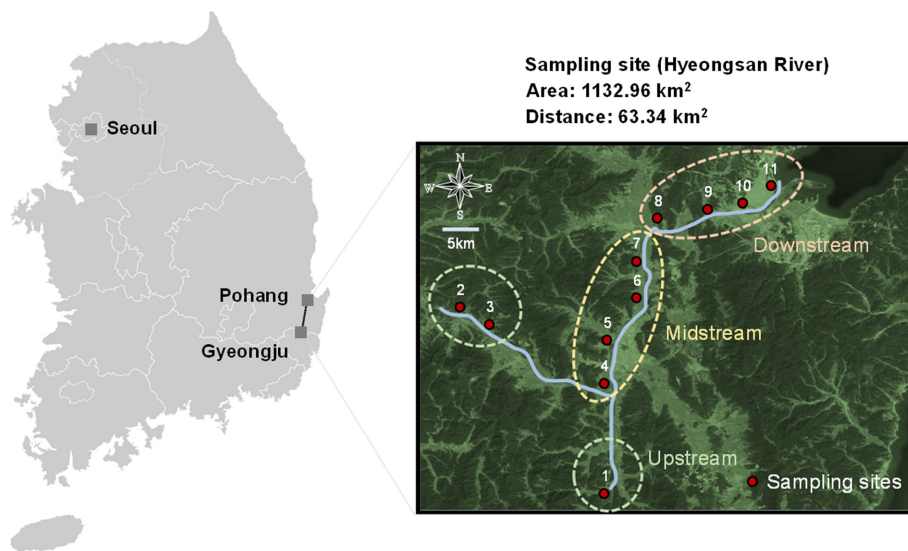 Sampling site (Hyeongsan River)
Area: 1132.96 km²
Distance: 63.34 km²
Seoul
Pohang
Gyeongju
N
W E
S
5km
11
10
9
8
Downstream
7
6
2
3
5
Midstream
4
Upstream
1
Sampling sites